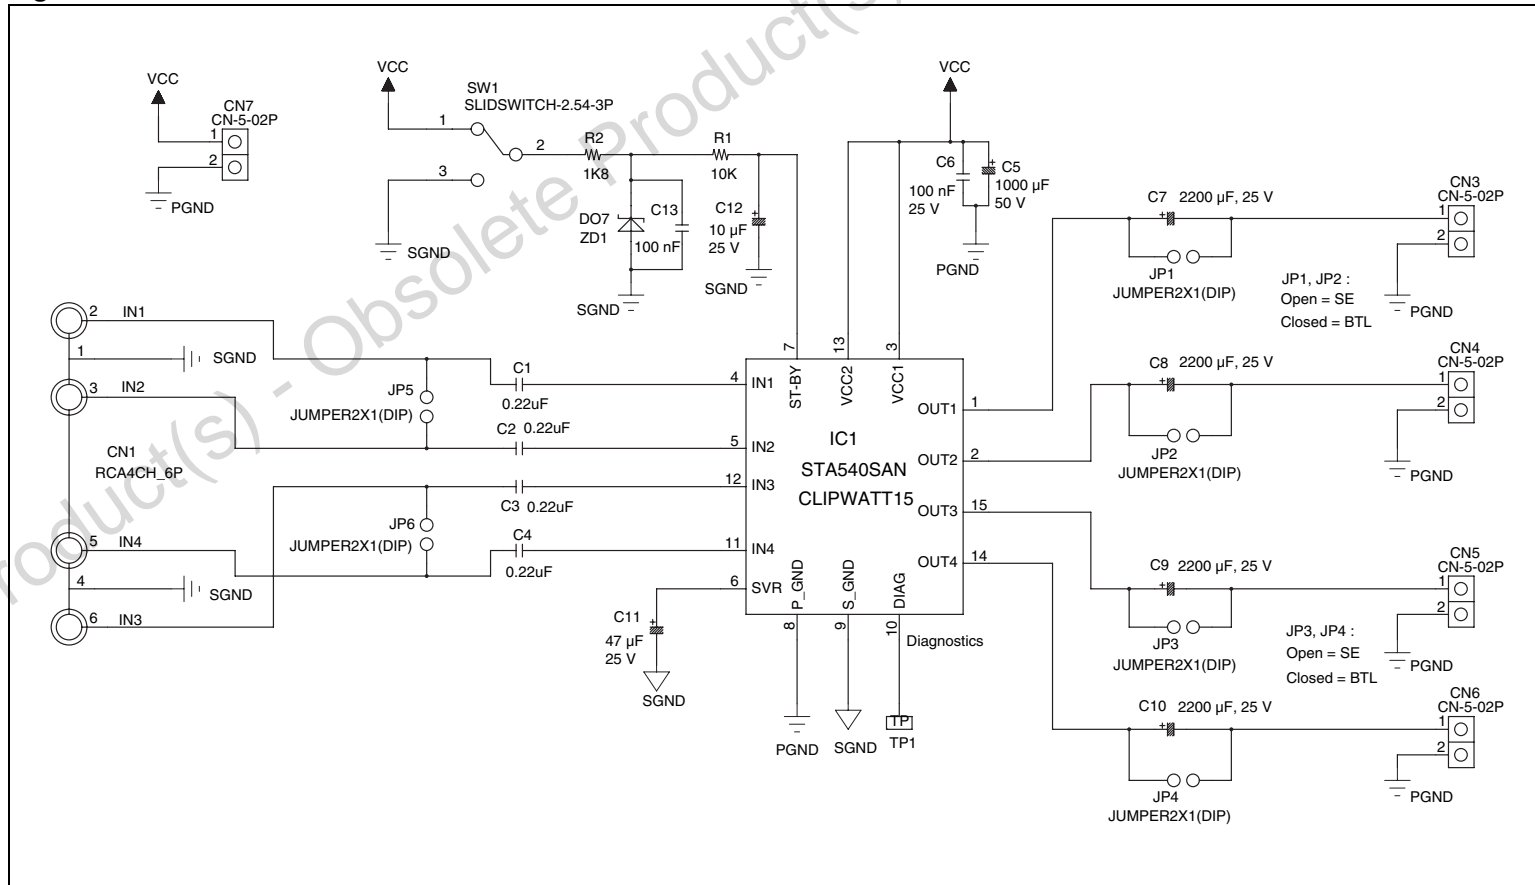 Product(s) - Obsolete Product(s)
VCC
CN7
CN-5-02P
1
2
PGND
VCC
SW1
SLIDSWITCH-2.54-3P
1
2
3
SGND
R2
1K8
R1
10K
DO7
ZD1
C13
100 nF
C12
10 µF
25 V
SGND
SGND
VCC
C6
100 nF
25 V
C5
1000 µF
50 V
PGND
C7 2200 µF, 25 V
JP1
JUMPER2X1(DIP)
CN3
CN-5-02P
1
2
PGND
JP1, JP2 :
Open = SE
Closed = BTL
C8 2200 µF, 25 V
JP2
JUMPER2X1(DIP)
CN4
CN-5-02P
1
2
PGND
2 IN1
1 SGND
3 IN2
CN1
RCA4CH_6P
5 IN4
4 SGND
6 IN3
JP5
JUMPER2X1(DIP)
JP6
JUMPER2X1(DIP)
C1
0.22uF
C2 0.22uF
C3 0.22uF
C4
0.22uF
7 13 3
ST-BY VCC2 VCC1
4 IN1
5 IN2
12 IN3
11 IN4
6 SVR
IC1
STA540SAN
CLIPWATT15
OUT1 1
OUT2 2
OUT3 15
OUT4 14
P_GND S_GND DIAG
8 9 10
Diagnostics
C11
47 µF
25 V
SGND
PGND
SGND
TP
TP1
C9 2200 µF, 25 V
JP3
JUMPER2X1(DIP)
CN5
CN-5-02P
1
2
PGND
JP3, JP4 :
Open = SE
Closed = BTL
C10 2200 µF, 25 V
JP4
JUMPER2X1(DIP)
CN6
CN-5-02P
1
2
PGND